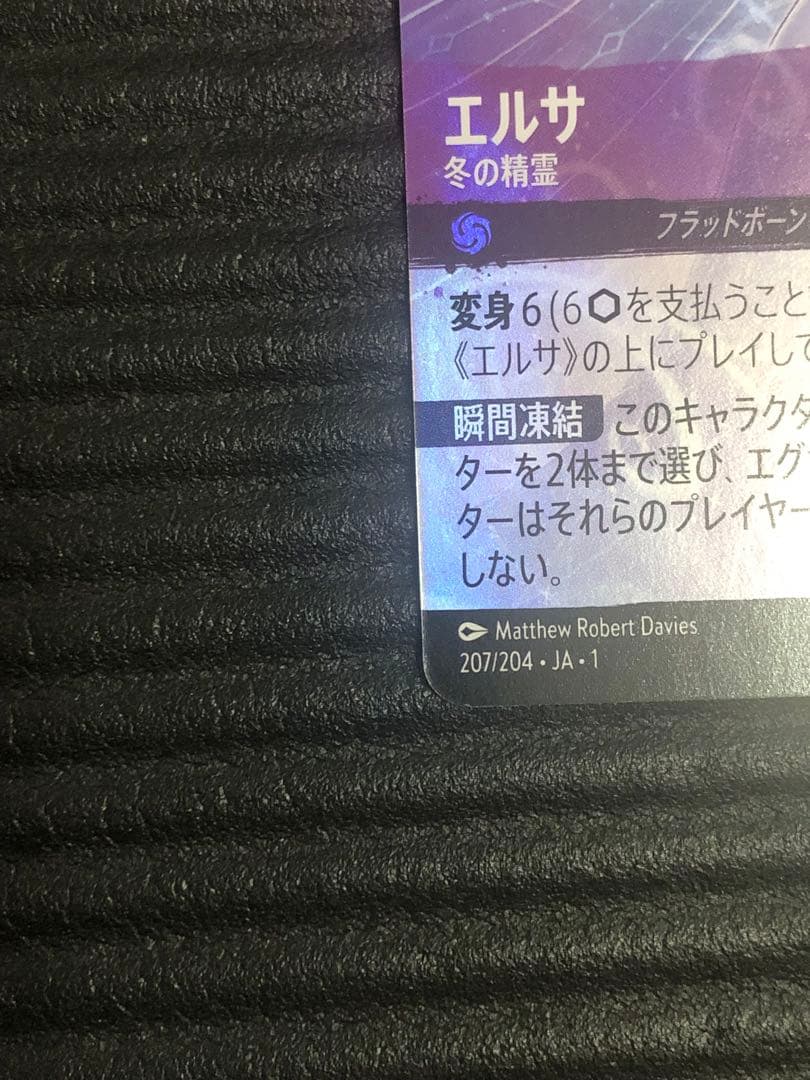 エルサ
冬の精霊
フラッドボーン
変身 6 (6⬡を支払うこと
《エルサ》の上にプレイして
瞬間凍結 このキャラクタ
ターを2体まで選び、エグ
ターはそれらのプレイヤー
しない。
Matthew Robert Davies
207/204 • JA • 1